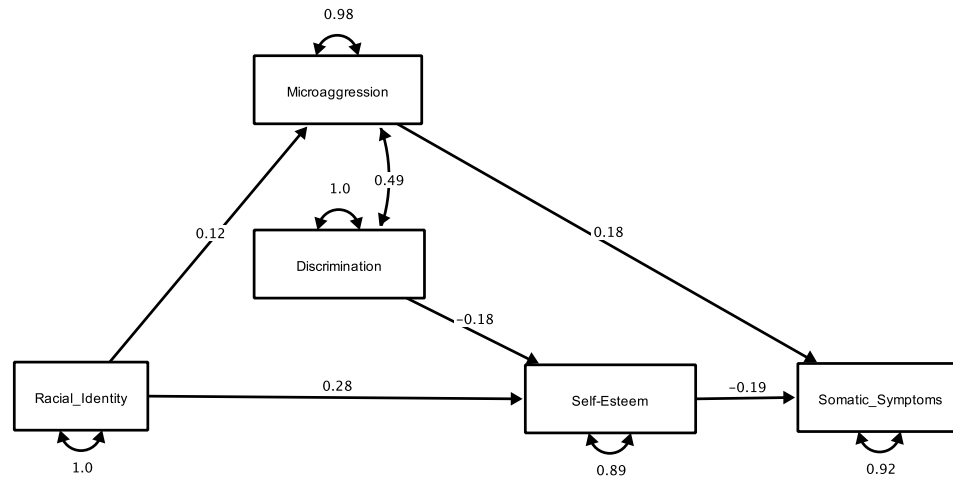 0.98
Microaggression
0.49
1.0
0.12
0.18
Discrimination
−0.18
Racial_Identity
0.28
Self-Esteem
−0.19
Somatic_Symptoms
1.0
0.89
0.92